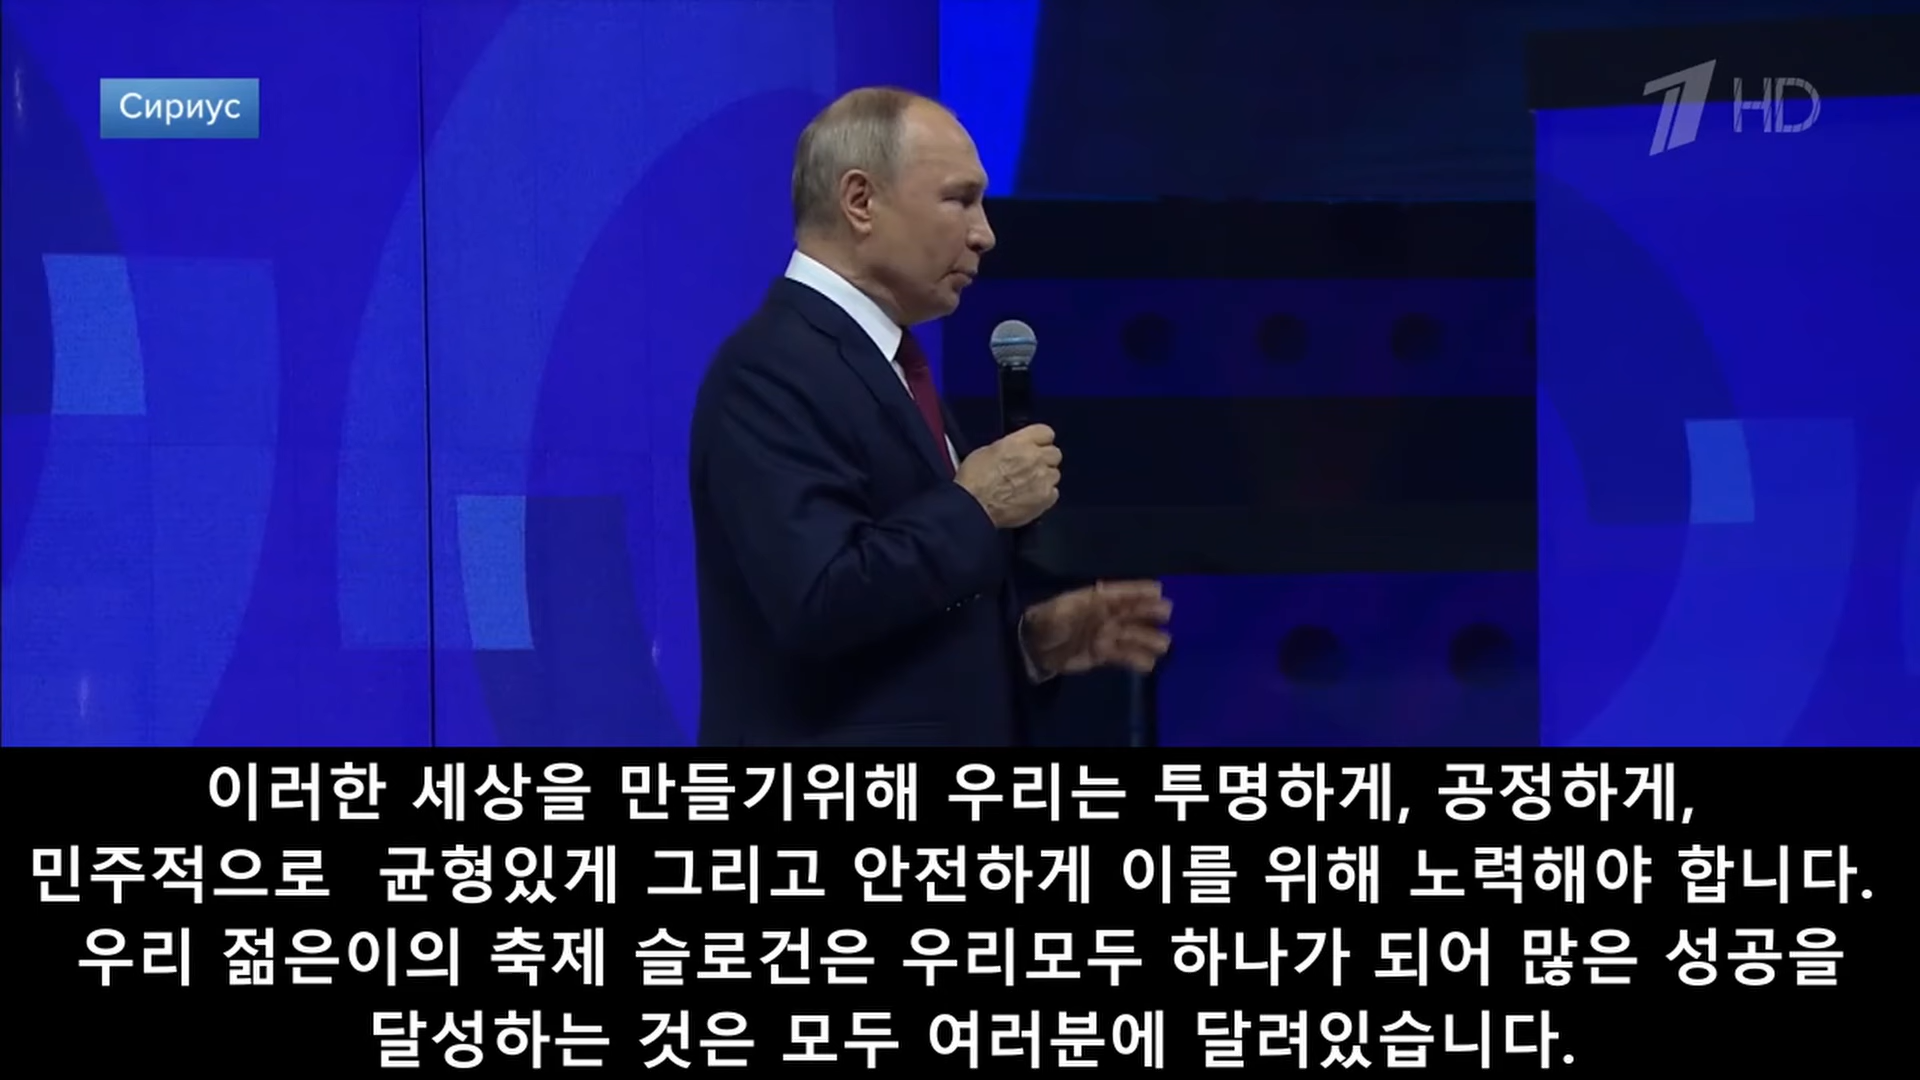 Сириус
1 HD
이러한 세상을 만들기위해 우리는 투명하게, 공정하게,
민주적으로  균형있게 그리고 안전하게 이를 위해 노력해야 합니다.
우리 젊은이의 축제 슬로건은 우리모두 하나가 되어 많은 성공을
달성하는 것은 모두 여러분에 달려있습니다.